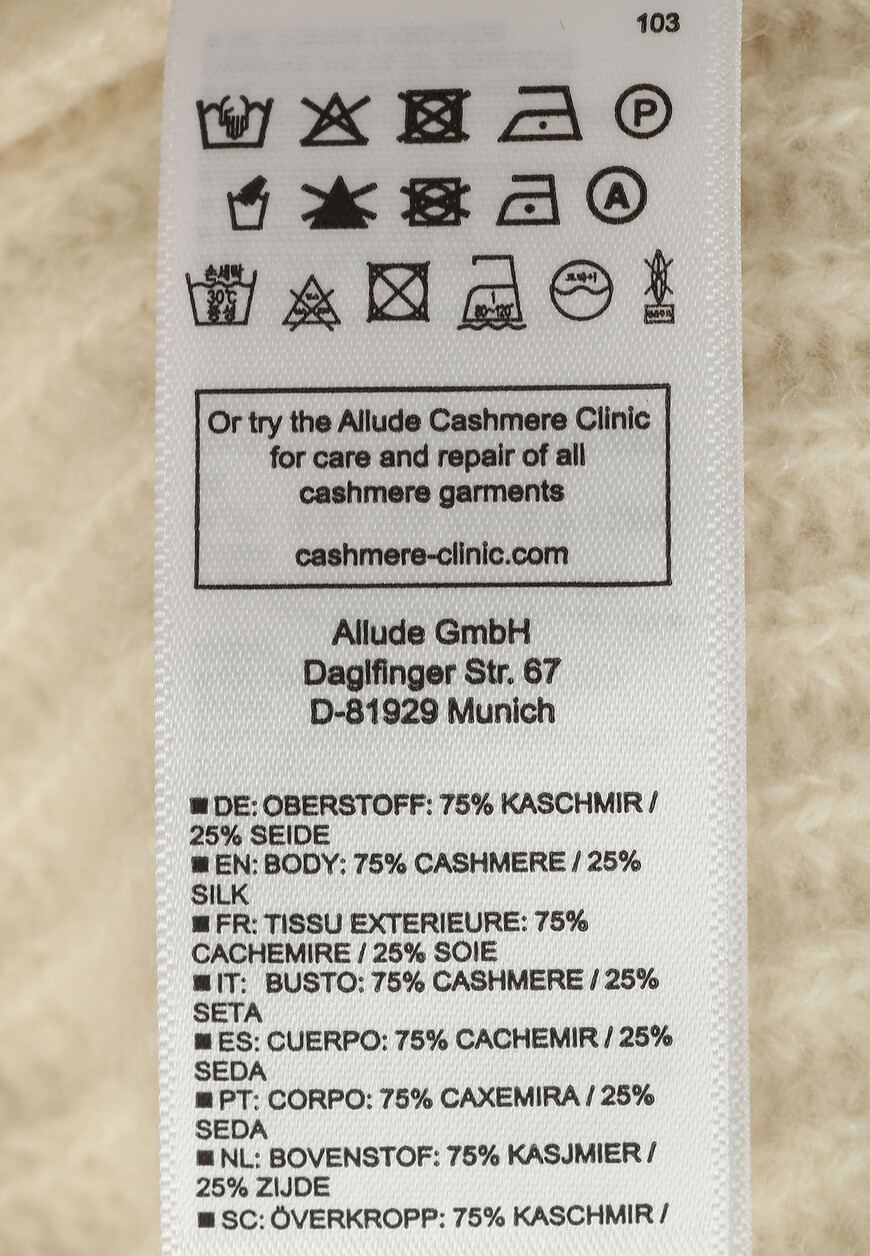 103
P
A
손세탁
30℃
중성
80~120℃
Or try the Allude Cashmere Clinic
for care and repair of all
cashmere garments
cashmere-clinic.com
Allude GmbH
Daglfinger Str. 67
D-81929 Munich
■ DE: OBERSTOFF: 75% KASCHMIR /
25% SEIDE
■ EN: BODY: 75% CASHMERE / 25%
SILK
■ FR: TISSU EXTERIEURE: 75%
CACHEMIRE / 25% SOIE
■ IT: BUSTO: 75% CASHMERE / 25%
SETA
■ ES: CUERPO: 75% CACHEMIR / 25%
SEDA
■ PT: CORPO: 75% CAXEMIRA / 25%
SEDA
■ NL: BOVENSTOF: 75% KASJMIER /
25% ZIJDE
■ SC: ÖVERKROPP: 75% KASCHMIR /